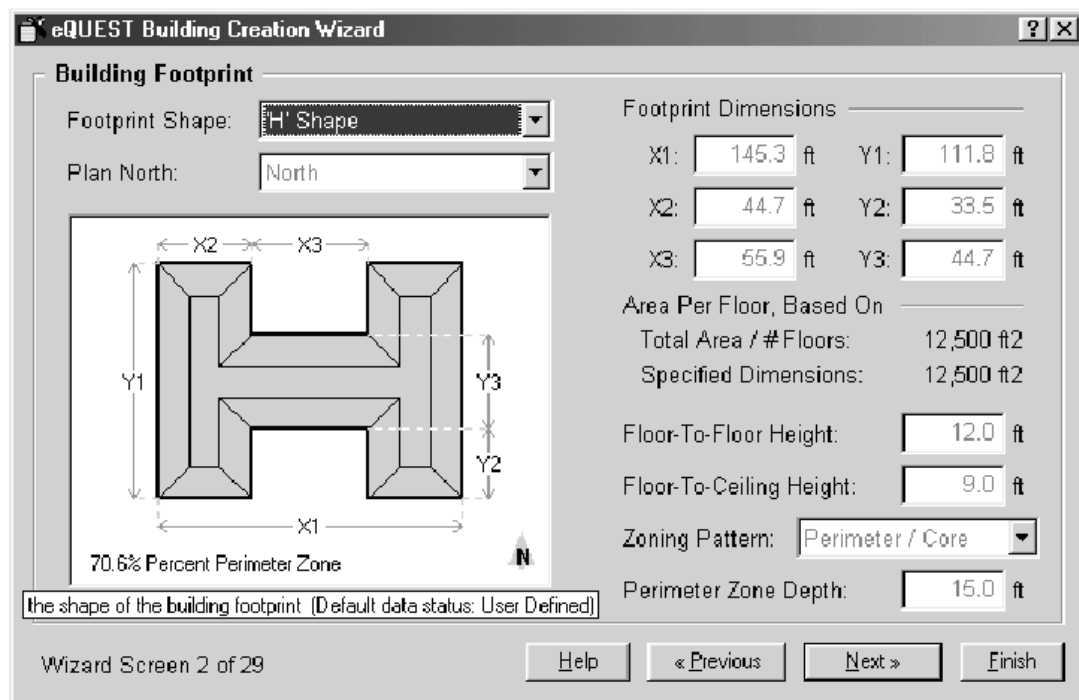 eQUEST Building Creation Wizard
Building Footprint
Footprint Shape: 'H' Shape
Plan North: North
X2 X3
Y1 Y3
Y2
X1
70.6% Percent Perimeter Zone
N
the shape of the building footprint (Default data status: User Defined)
Footprint Dimensions
X1: 145.3 ft Y1: 111.8 ft
X2: 44.7 ft Y2: 33.5 ft
X3: 55.9 ft Y3: 44.7 ft
Area Per Floor, Based On
Total Area / # Floors: 12,500 ft2
Specified Dimensions: 12,500 ft2
Floor-To-Floor Height: 12.0 ft
Floor-To-Ceiling Height: 9.0 ft
Zoning Pattern: Perimeter / Core
Perimeter Zone Depth: 15.0 ft
Wizard Screen 2 of 29
Help « Previous Next » Finish